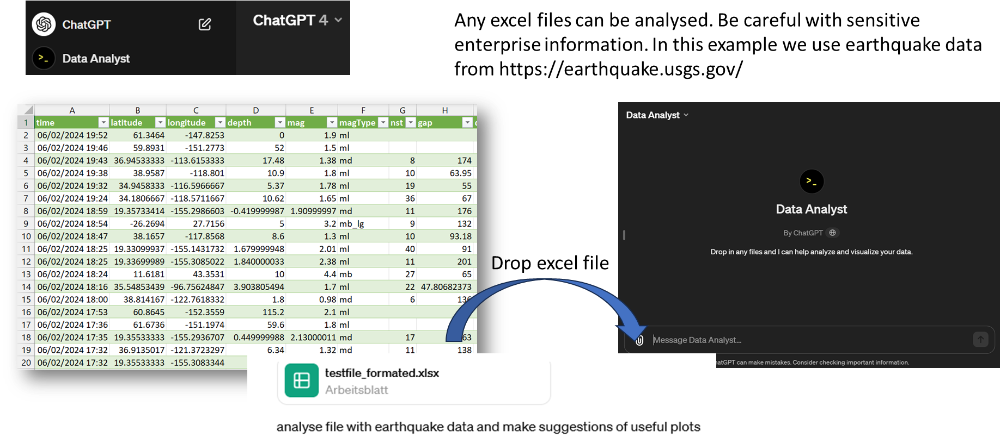 ChatGPT
ChatGPT 4
Data Analyst
Any excel files can be analysed. Be careful with sensitive
enterprise information. In this example we use earthquake data
from https://earthquake.usgs.gov/
A B C D E F G H
1 time latitude longitude depth mag magType nst gap
2 06/02/2024 19:52 61.3464 -147.8253 0 1.9 ml
3 06/02/2024 19:46 59.8931 -151.2773 52 1.5 ml
4 06/02/2024 19:43 36.94533333 -113.6153333 17.48 1.38 md 8 174
5 06/02/2024 19:38 38.9587 -118.801 10.9 1.8 ml 10 63.95
6 06/02/2024 19:32 34.9458333 -116.5966667 5.37 1.78 ml 19 55
7 06/02/2024 19:24 34.1806667 -118.5711667 10.62 1.65 ml 36 67
8 06/02/2024 18:59 19.35733414 -155.2986603 -0.419999987 1.90999997 md 11 176
9 06/02/2024 18:54 -26.2694 27.7156 5 3.2 mb_lg 9 132
10 06/02/2024 18:47 38.1657 -117.8568 8.6 1.3 ml 10 93.18
11 06/02/2024 18:25 19.33099937 -155.1431732 1.679999948 2.01 ml 40 91
12 06/02/2024 18:25 19.33699989 -155.3085022 1.840000033 2.38 ml 11 201
13 06/02/2024 18:24 11.6181 43.3531 10 4.4 mb 27 65
14 06/02/2024 18:16 35.54853439 -96.75624847 3.903805494 1.7 ml 22 47.80682373
15 06/02/2024 18:00 38.814167 -122.7618332 1.8 0.98 md 6 136
16 06/02/2024 17:53 60.8645 -152.3559 115.2 2.1 ml
17 06/02/2024 17:36 61.6736 -151.1974 59.6 1.8 ml
18 06/02/2024 17:35 19.35533333 -155.2936707 0.449999988 2.13000011 md 17 63
19 06/02/2024 17:32 36.9135017 -121.3723297 6.34 1.32 md 11 138
20 06/02/2024 17:32 19.35533333 -155.3083344
Drop excel file
Data Analyst
>_
Data Analyst
By ChatGPT
Drop in any files and I can help analyze and visualize your data.
Message Data Analyst...
atGPT can make mistakes. Consider checking important information.
testfile_formated.xlsx
Arbeitsblatt
analyse file with earthquake data and make suggestions of useful plots